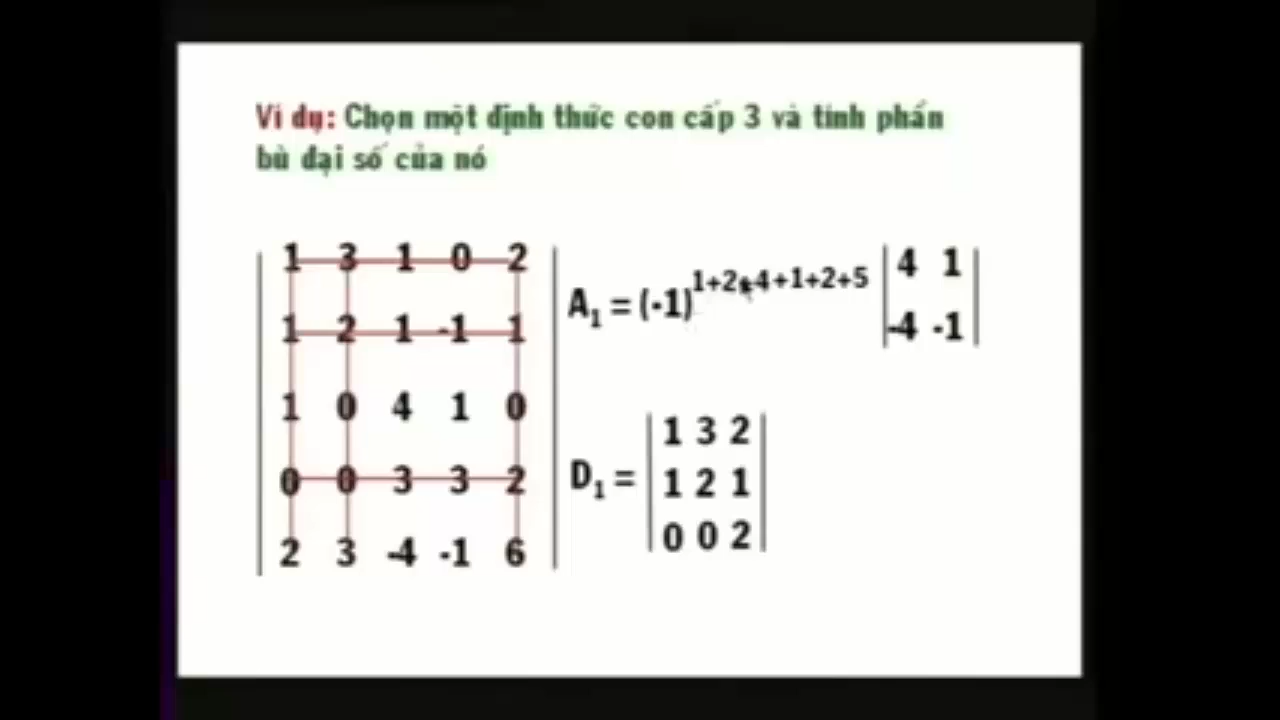 Ví dụ: Chọn một định thức con cấp 3 và tính phần
bù đại số của nó
1 3 1 0 2
1 2 1 -1 1
1 0 4 1 0
0 0 3 3 2
2 3 -4 -1 6
A₁ = (-1)¹⁺²⁺⁴⁺¹⁺²⁺⁵
4 1
-4 -1
D₁ =
1 3 2
1 2 1
0 0 2